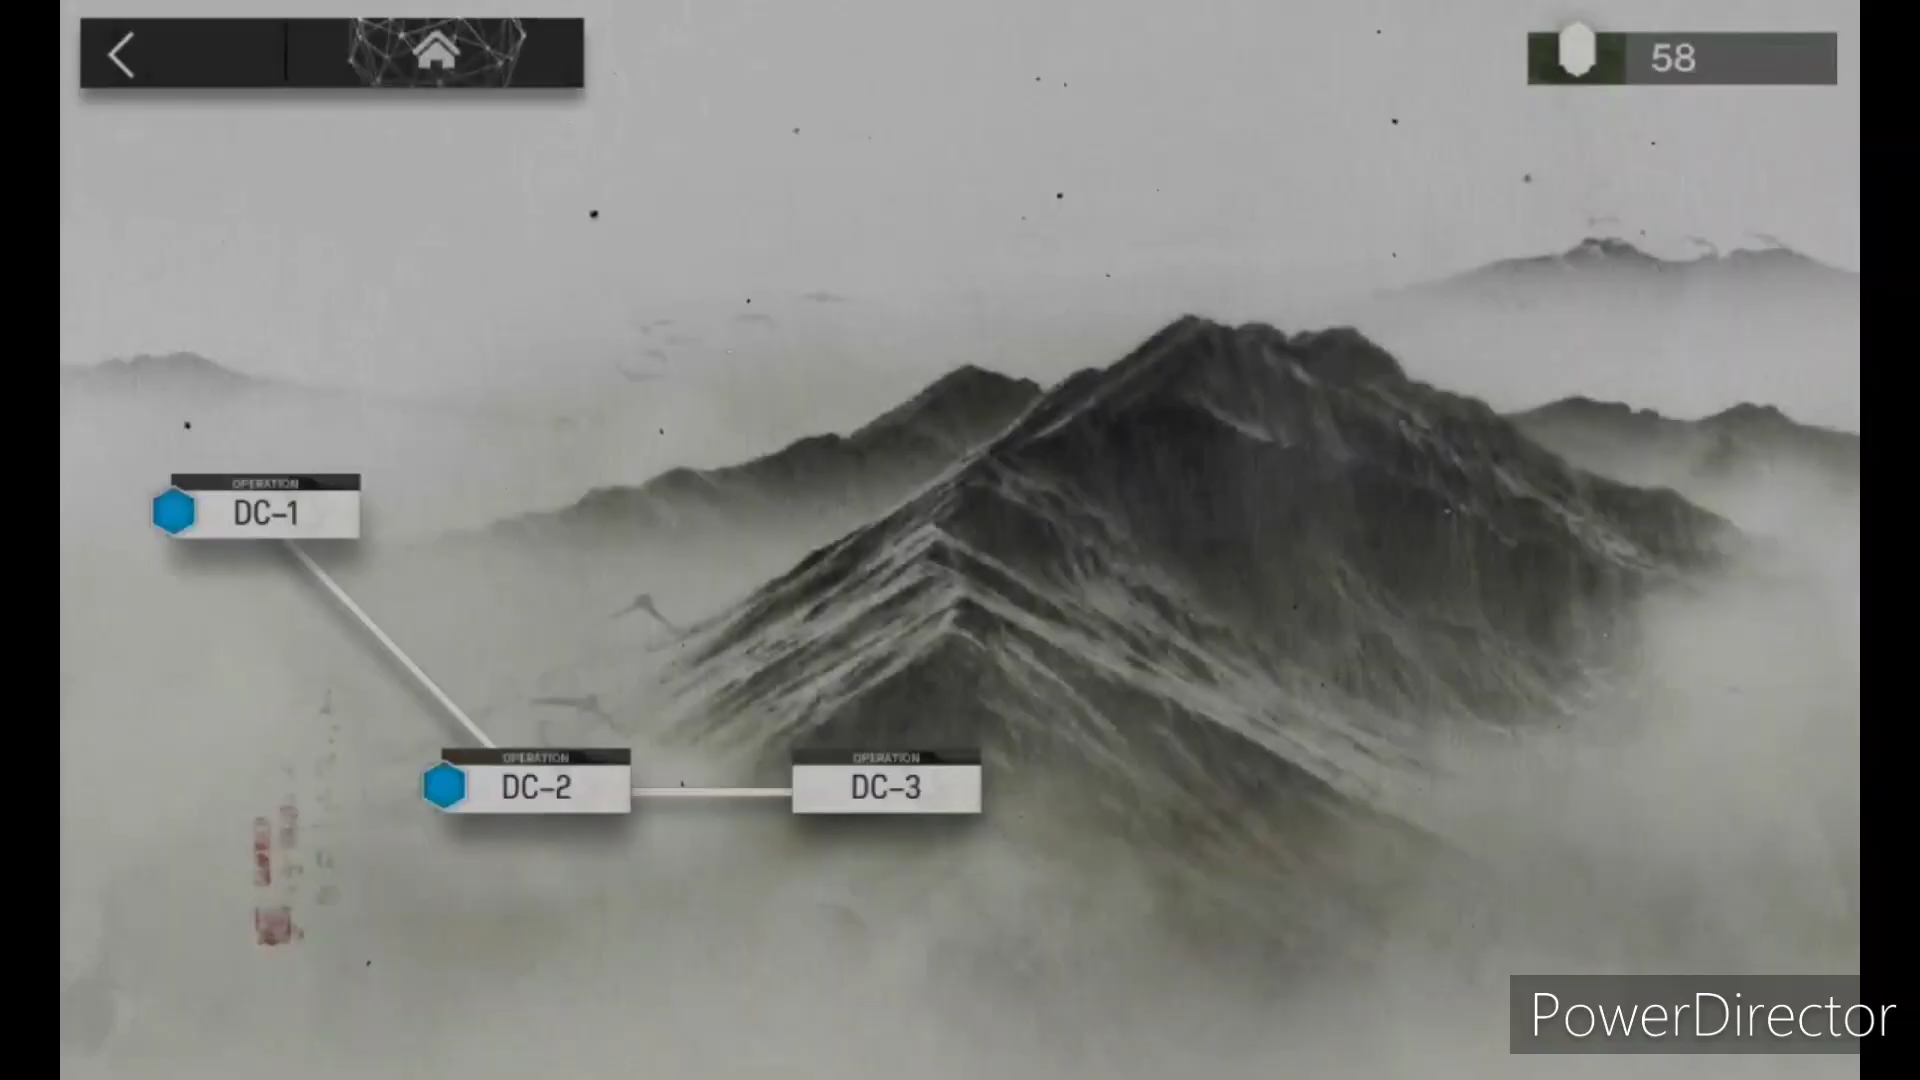 58
OPERATION
DC-1
OPERATION
DC-2
OPERATION
DC-3
PowerDirector